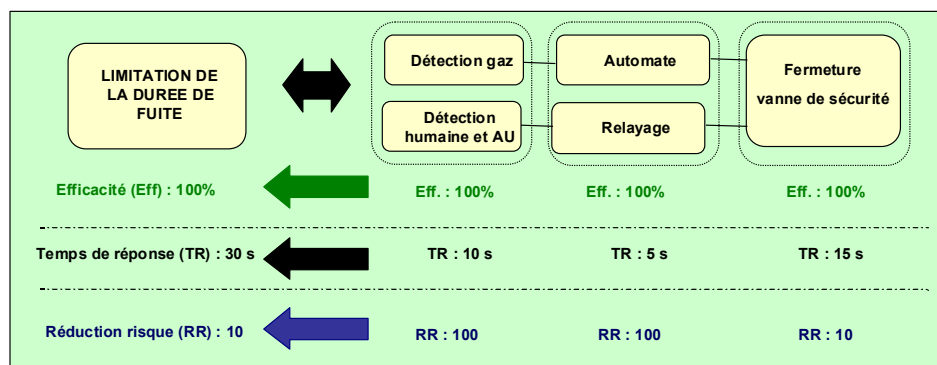 LIMITATION DE
LA DUREE DE
FUITE
Détection gaz
Automate
Fermeture
vanne de sécurité
Détection
humaine et AU
Relayage
Efficacité (Eff) : 100%
Eff. : 100%
Eff. : 100%
Eff. : 100%
Temps de réponse (TR) : 30 s
TR : 10 s
TR : 5 s
TR : 15 s
Réduction risque (RR) : 10
RR : 100
RR : 100
RR : 10